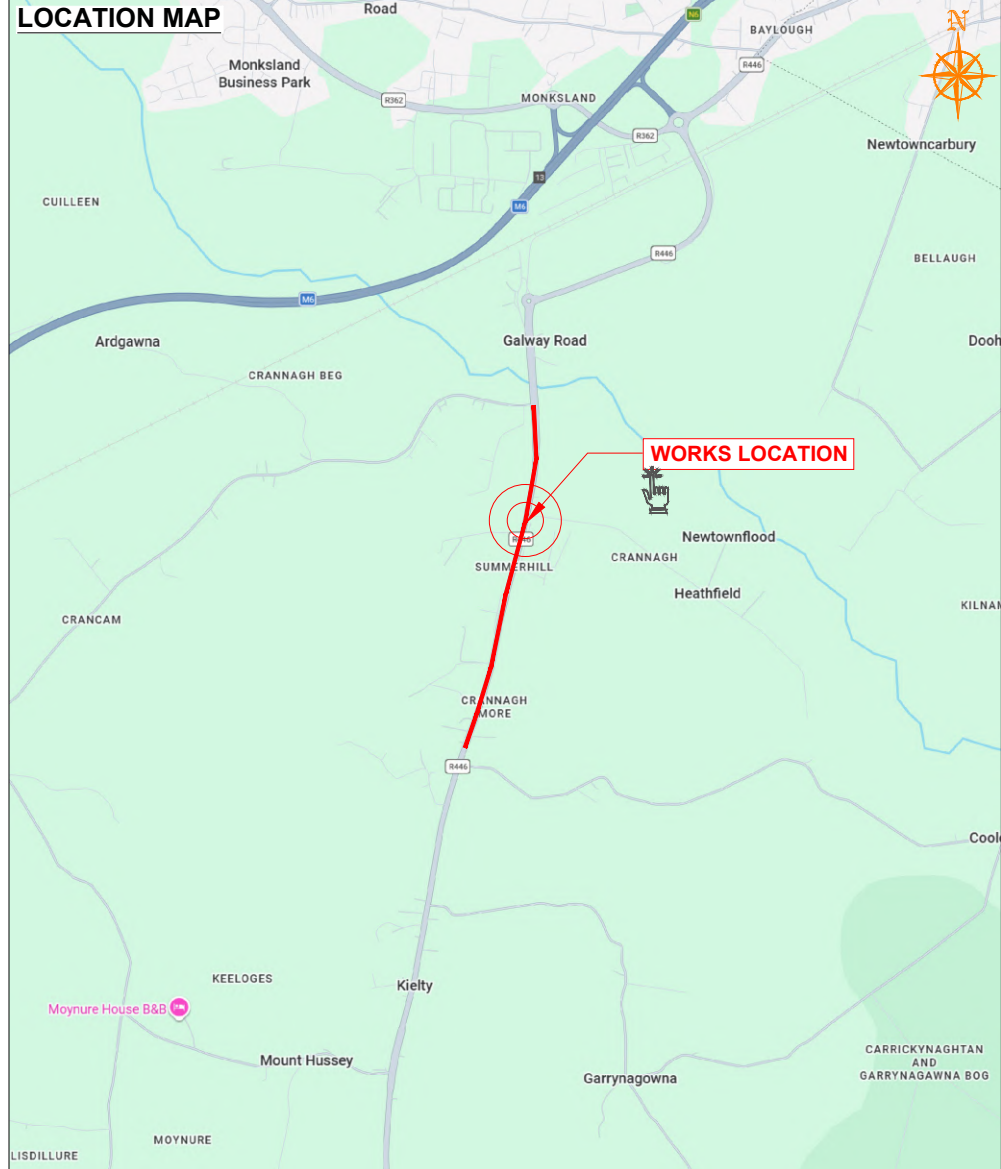 LOCATION MAP
Road
N6
BAYLOUGH
N
Monksland
Business Park
R446
R362
MONKSLAND
R362
Newtowncarbury
13
CUILLEEN
M6
R446
BELLAUGH
M6
Ardgawna
Galway Road
Dooh
CRANNAGH BEG
WORKS LOCATION
Newtownflood
SUMMERHILL
CRANNAGH
Heathfield
KILNAM
CRANCAM
CRANNAGH
MORE
R446
Coole
KEELOGES
Kielty
Moynure House B&B
CARRICKYNAGHTAN
AND
GARRYNAGAWNA BOG
Mount Hussey
Garrynagowna
MOYNURE
LISDILLURE